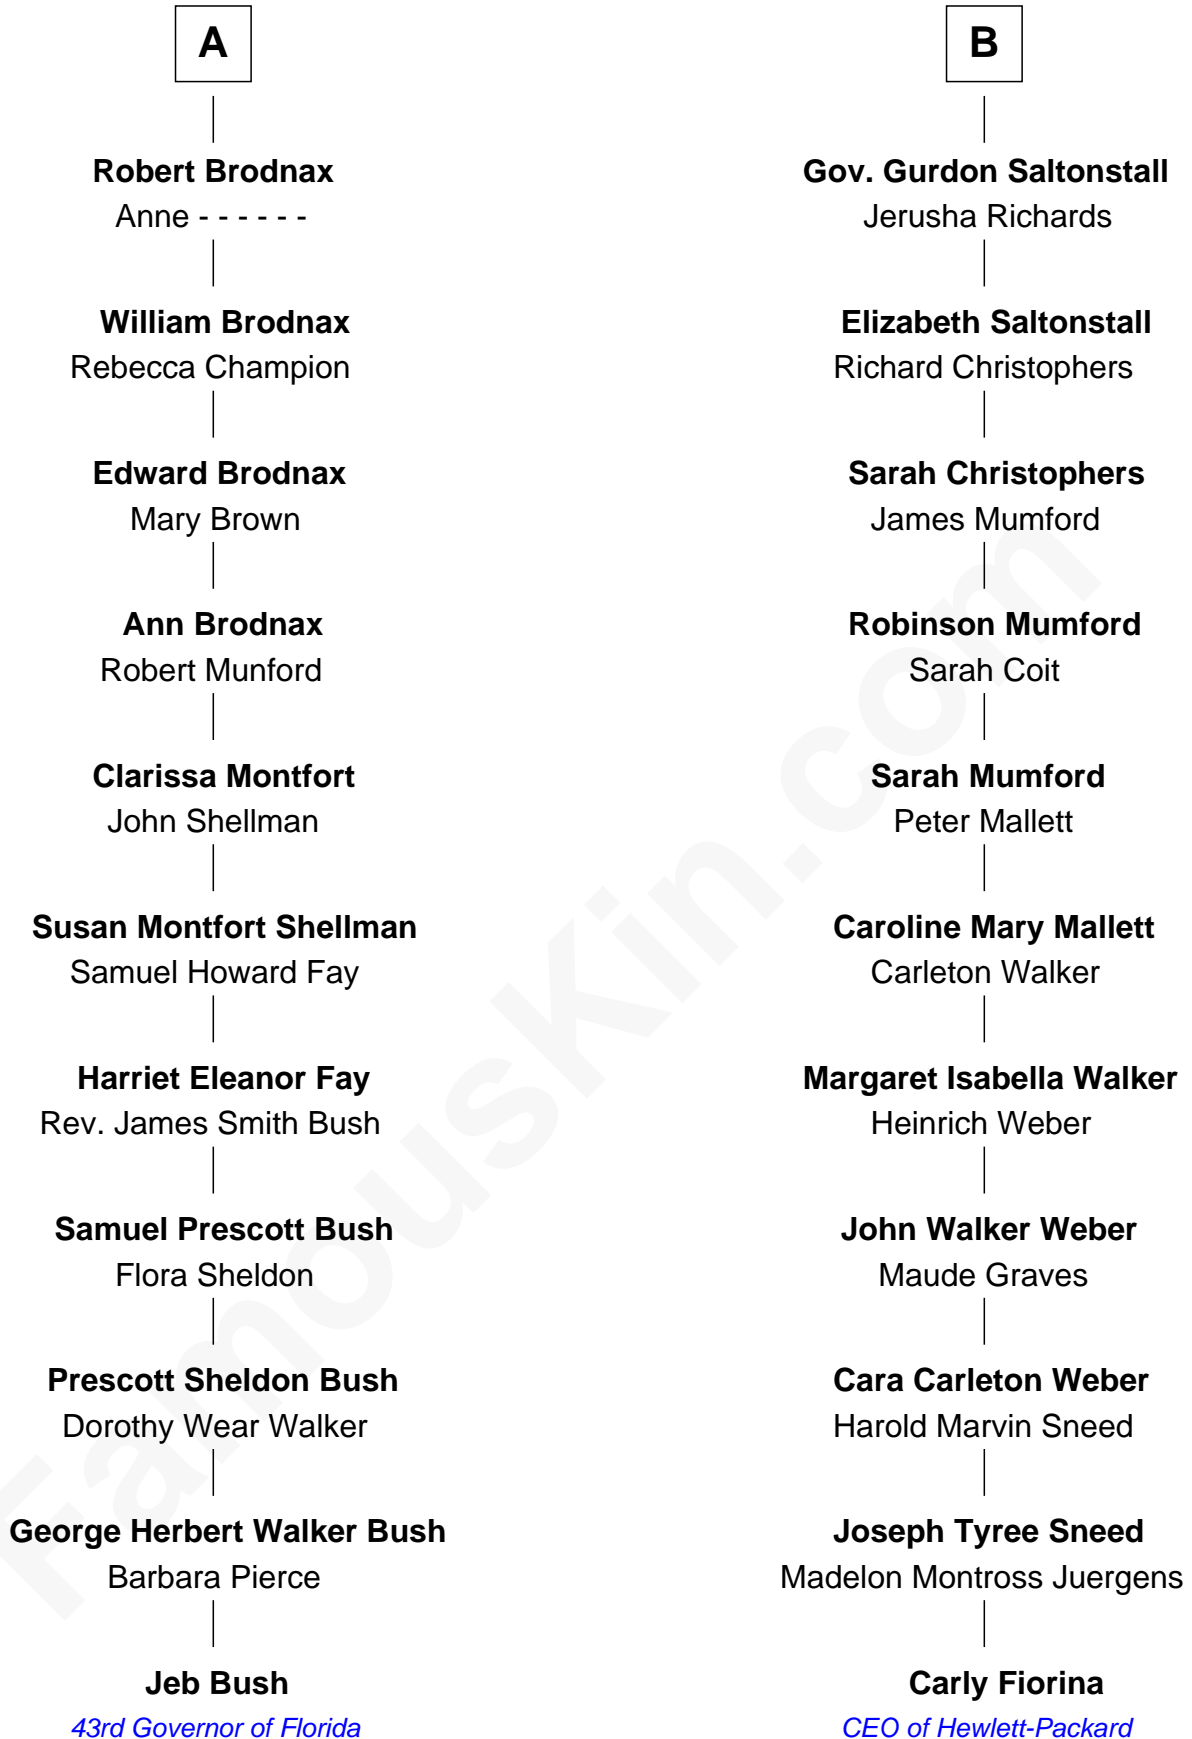 A
Robert Brodnax
Anne - - - - - -
William Brodnax
Rebecca Champion
Edward Brodnax
Mary Brown
Ann Brodnax
Robert Munford
Clarissa Montfort
John Shellman
Susan Montfort Shellman
Samuel Howard Fay
Harriet Eleanor Fay
Rev. James Smith Bush
Samuel Prescott Bush
Flora Sheldon
Prescott Sheldon Bush
Dorothy Wear Walker
George Herbert Walker Bush
Barbara Pierce
Jeb Bush
43rd Governor of Florida
B
Gov. Gurdon Saltonstall
Jerusha Richards
Elizabeth Saltonstall
Richard Christophers
Sarah Christophers
James Mumford
Robinson Mumford
Sarah Coit
Sarah Mumford
Peter Mallett
Caroline Mary Mallett
Carleton Walker
Margaret Isabella Walker
Heinrich Weber
John Walker Weber
Maude Graves
Cara Carleton Weber
Harold Marvin Sneed
Joseph Tyree Sneed
Madelon Montross Juergens
Carly Fiorina
CEO of Hewlett-Packard
FamousKin.com